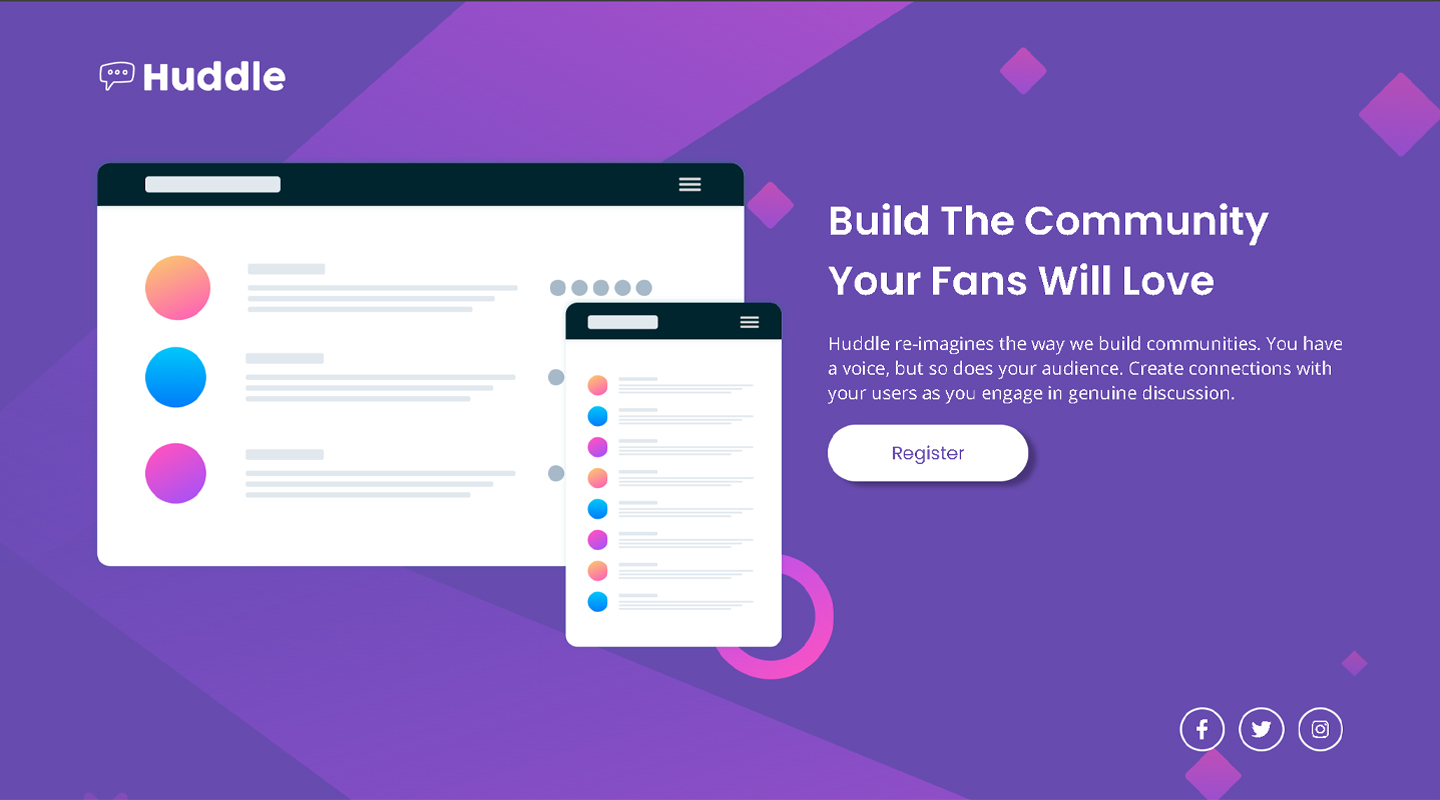 Huddle
Build The Community
Your Fans Will Love
Huddle re-imagines the way we build communities. You have
a voice, but so does your audience. Create connections with
your users as you engage in genuine discussion.
Register